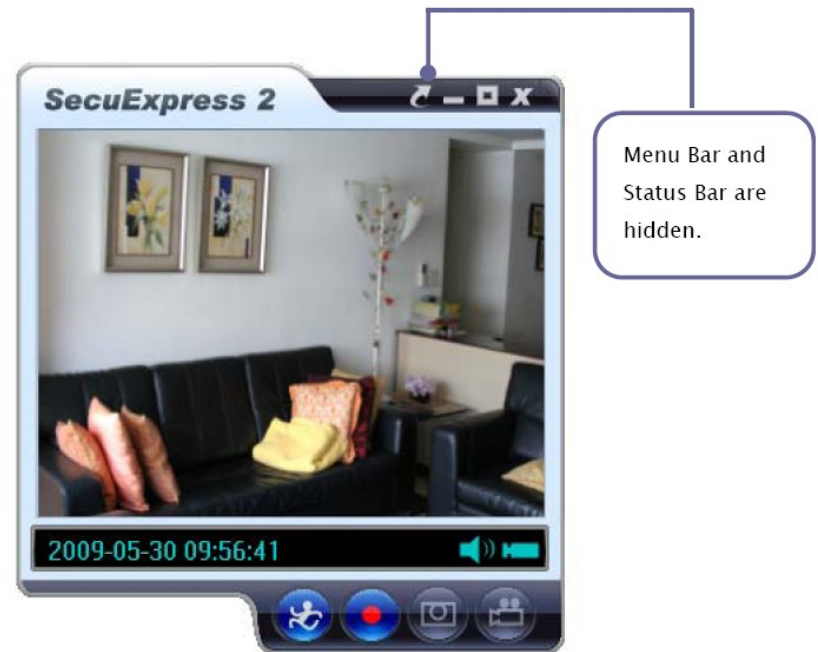 SecuExpress 2
Menu Bar and
Status Bar are
hidden.
2009-05-30 09:56:41